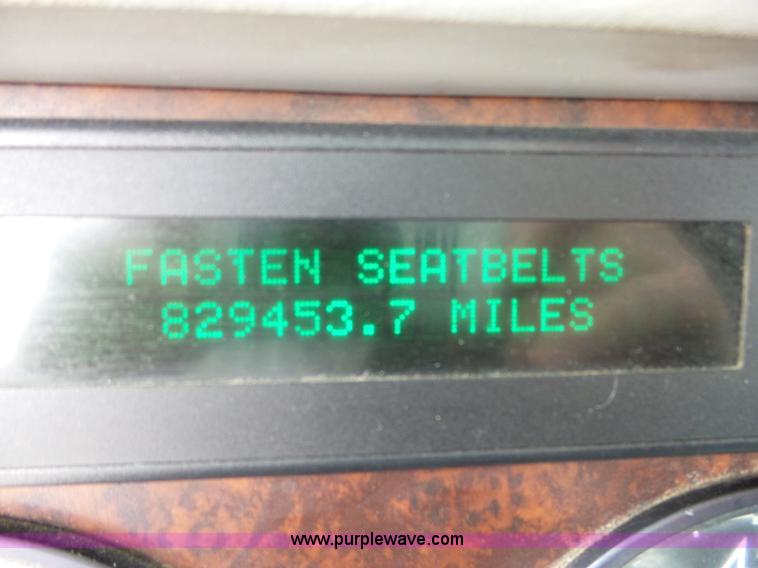 FASTEN SEATBELTS
829453.7 MILES
www.purplewave.com